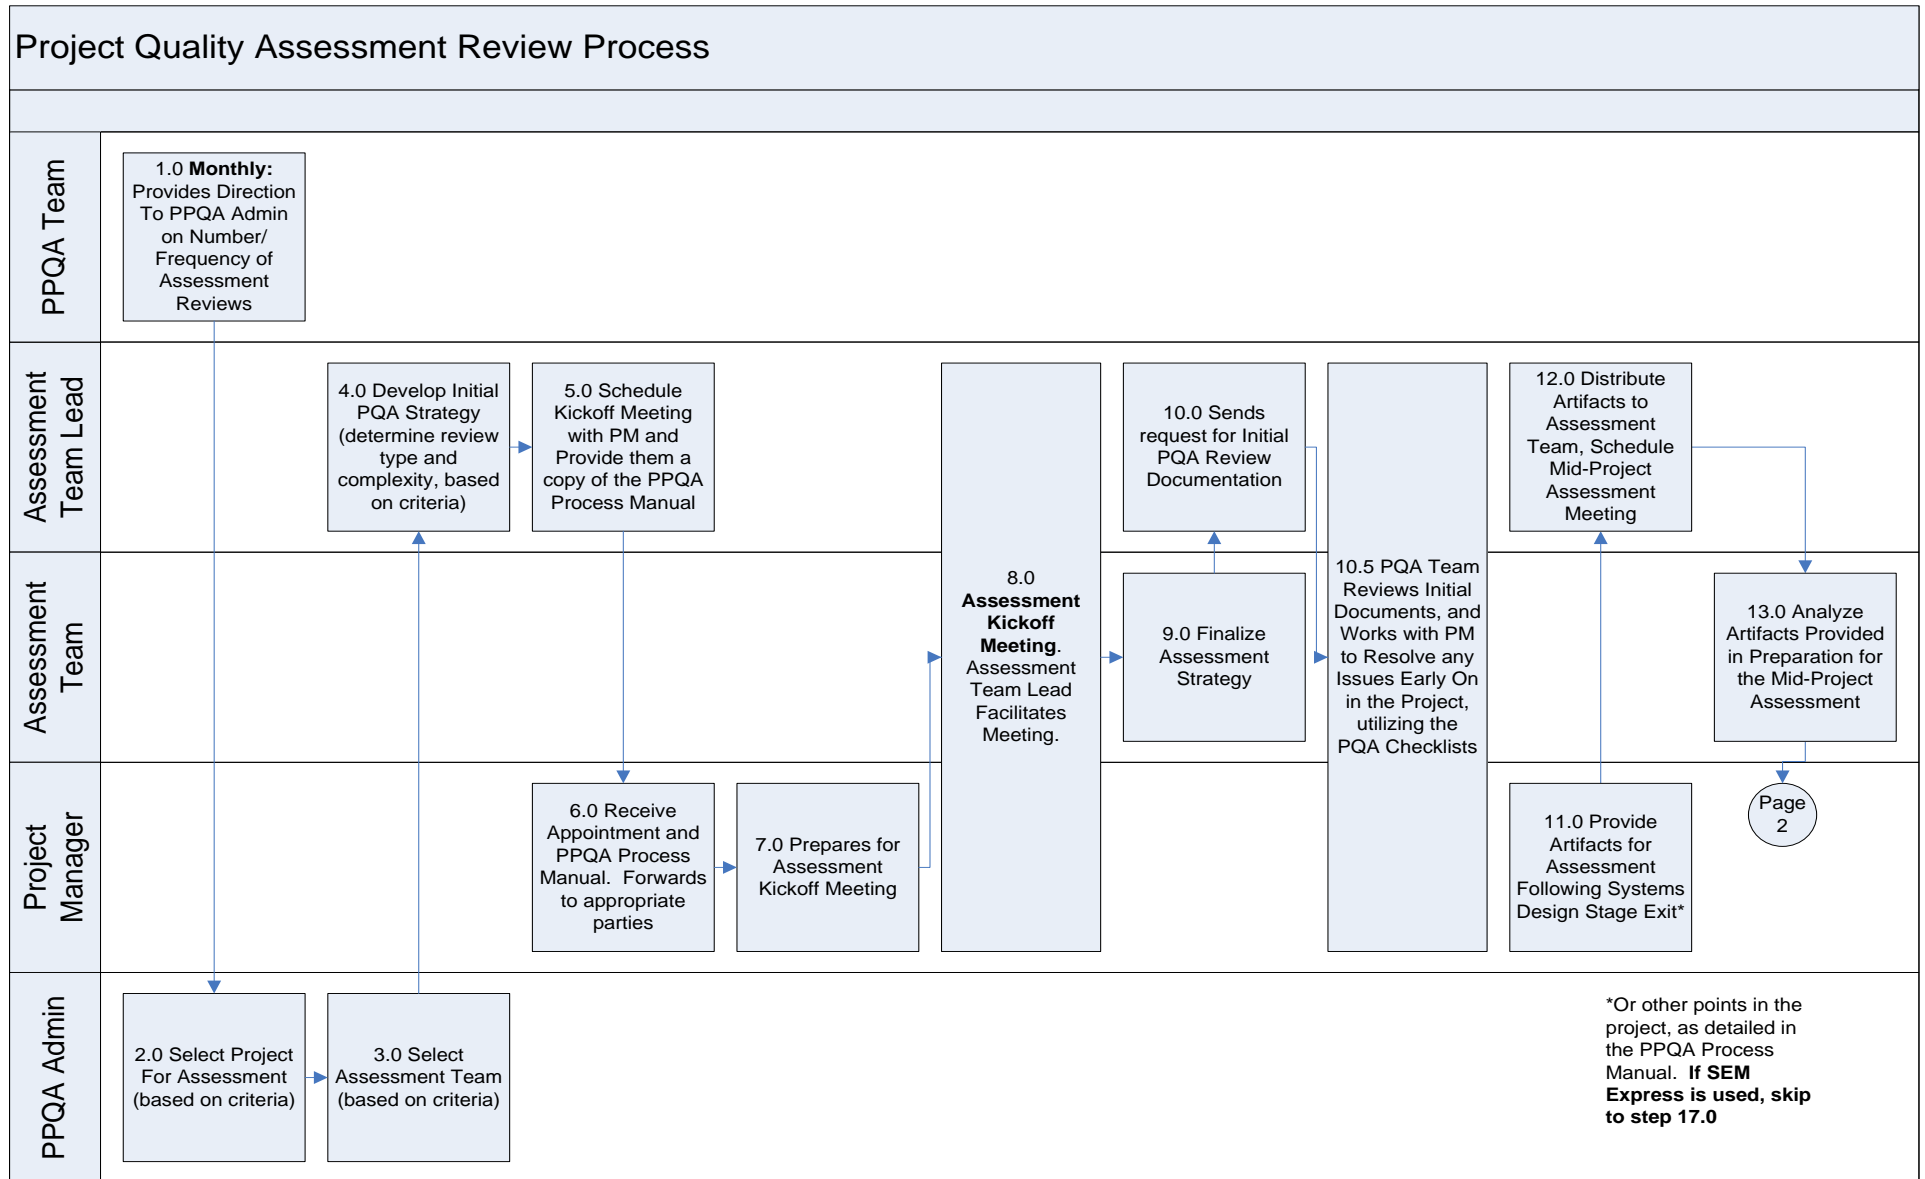 Project Quality Assessment Review Process
PPQA Team
1.0 Monthly:
Provides Direction
To PPQA Admin
on Number/
Frequency of
Assessment
Reviews
Assessment
Team Lead
4.0 Develop Initial
PQA Strategy
(determine review
type and
complexity, based
on criteria)
5.0 Schedule
Kickoff Meeting
with PM and
Provide them a
copy of the PPQA
Process Manual
10.0 Sends
request for Initial
PQA Review
Documentation
12.0 Distribute
Artifacts to
Assessment
Team, Schedule
Mid-Project
Assessment
Meeting
Assessment
Team
8.0
Assessment
Kickoff
Meeting.
Assessment
Team Lead
Facilitates
Meeting.
9.0 Finalize
Assessment
Strategy
10.5 PQA Team
Reviews Initial
Documents, and
Works with PM
to Resolve any
Issues Early On
in the Project,
utilizing the
PQA Checklists
13.0 Analyze
Artifacts Provided
in Preparation for
the Mid-Project
Assessment
Project
Manager
6.0 Receive
Appointment and
PPQA Process
Manual. Forwards
to appropriate
parties
7.0 Prepares for
Assessment
Kickoff Meeting
11.0 Provide
Artifacts for
Assessment
Following Systems
Design Stage Exit*
Page
2
PPQA Admin
2.0 Select Project
For Assessment
(based on criteria)
3.0 Select
Assessment Team
(based on criteria)
*Or other points in the
project, as detailed in
the PPQA Process
Manual. If SEM
Express is used, skip
to step 17.0